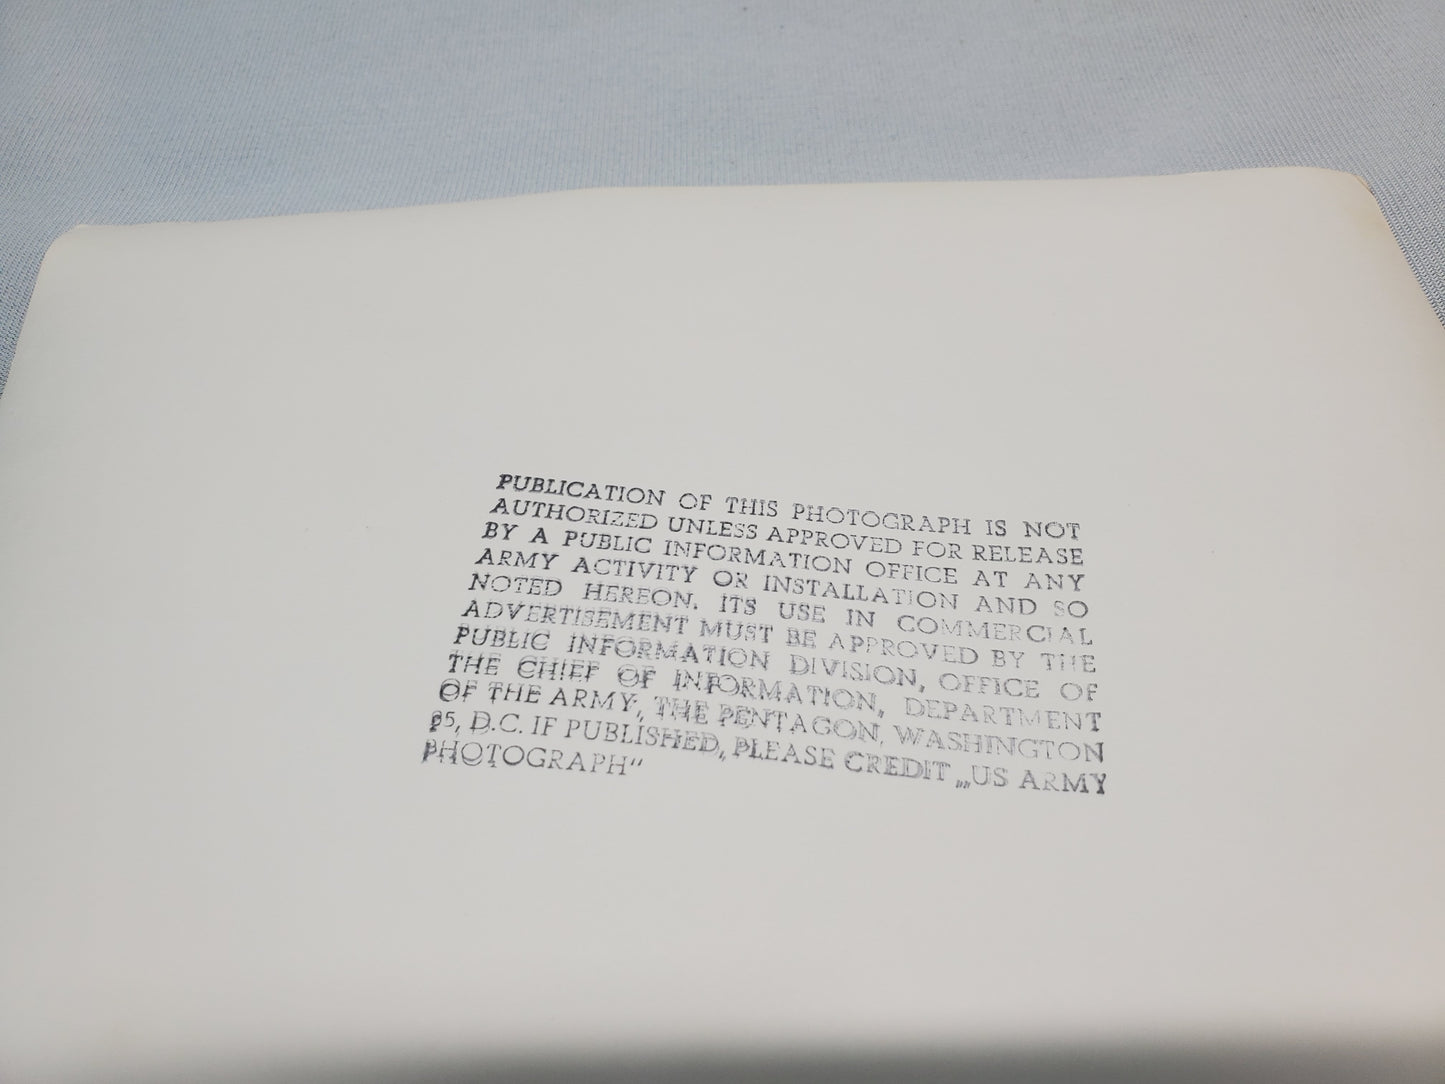 PUBLICATION OF THIS PHOTOGRAPH IS NOT
AUTHORIZED UNLESS APPROVED FOR RELEASE
BY A PUBLIC INFORMATION OFFICE AT ANY
ARMY ACTIVITY OR INSTALLATION AND SO
NOTED HEREON. ITS USE IN COMMERCIAL
ADVERTISEMENT MUST BE APPROVED BY THE
PUBLIC INFORMATION DIVISION, OFFICE OF
THE CHIEF OF INFORMATION, DEPARTMENT
OF THE ARMY, THE PENTAGON, WASHINGTON
25, D.C. IF PUBLISHED, PLEASE CREDIT „US ARMY
PHOTOGRAPH“